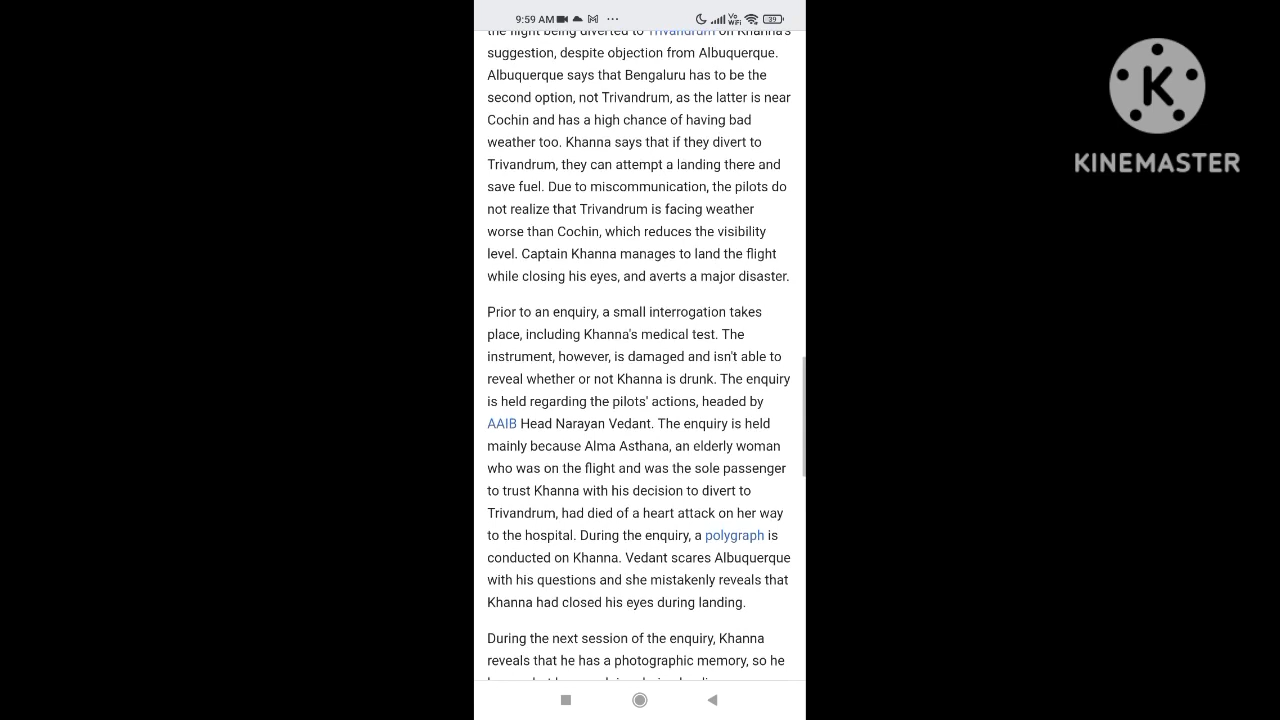 9:59 AM
Vo
WiFi
39
the flight being diverted to Trivandrum on Khanna's
suggestion, despite objection from Albuquerque.
Albuquerque says that Bengaluru has to be the
second option, not Trivandrum, as the latter is near
Cochin and has a high chance of having bad
weather too. Khanna says that if they divert to
Trivandrum, they can attempt a landing there and
save fuel. Due to miscommunication, the pilots do
not realize that Trivandrum is facing weather
worse than Cochin, which reduces the visibility
level. Captain Khanna manages to land the flight
while closing his eyes, and averts a major disaster.
Prior to an enquiry, a small interrogation takes
place, including Khanna's medical test. The
instrument, however, is damaged and isn't able to
reveal whether or not Khanna is drunk. The enquiry
is held regarding the pilots' actions, headed by
AAIB Head Narayan Vedant. The enquiry is held
mainly because Alma Asthana, an elderly woman
who was on the flight and was the sole passenger
to trust Khanna with his decision to divert to
Trivandrum, had died of a heart attack on her way
to the hospital. During the enquiry, a polygraph is
conducted on Khanna. Vedant scares Albuquerque
with his questions and she mistakenly reveals that
Khanna had closed his eyes during landing.
During the next session of the enquiry, Khanna
reveals that he has a photographic memory, so he
K
KINEMASTER